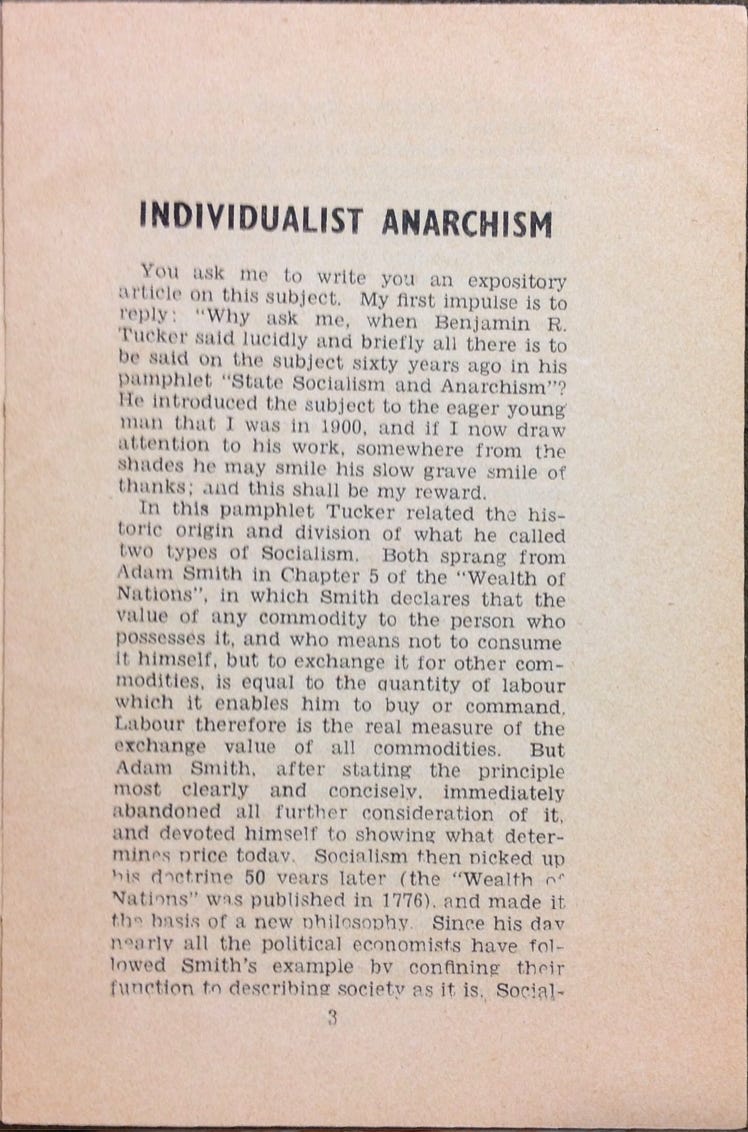 INDIVIDUALIST ANARCHISM
You ask me to write you an expository
article on this subject. My first impulse is to
reply: "Why ask me, when Benjamin R.
Tucker said lucidly and briefly all there is to
be said on the subject sixty years ago in his
pamphlet "State Socialism and Anarchism"?
He introduced the subject to the eager young
man that I was in 1900, and if I now draw
attention to his work, somewhere from the
shades he may smile his slow grave smile of
thanks; and this shall be my reward.
In this pamphlet Tucker related the his-
toric origin and division of what he called
two types of Socialism. Both sprang from
Adam Smith in Chapter 5 of the "Wealth of
Nations", in which Smith declares that the
value of any commodity to the person who
possesses it, and who means not to consume
it himself, but to exchange it for other com-
modities, is equal to the quantity of labour
which it enables him to buy or command.
Labour therefore is the real measure of the
exchange value of all commodities. But
Adam Smith, after stating the principle
most clearly and concisely, immediately
abandoned all further consideration of it,
and devoted himself to showing what deter-
mines price today. Socialism then picked up
his doctrine 50 years later (the "Wealth of
Nations" was published in 1776), and made it
the basis of a new philosophy. Since his day
nearly all the political economists have fol-
lowed Smith's example by confining their
function to describing society as it is. Social-
3